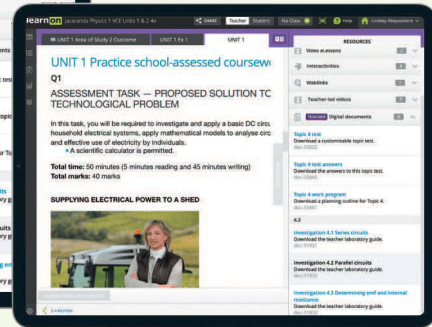 learnon
Jacaranda Physics 1 VCE Units 1 & 2 4e
SHARE
Teacher
Student
No Class
Help
Lindsey Abeysekere
UNIT 1 Area of Study 2 Outcome
UNIT 1 Ex 1
UNIT 1
UNIT 1 Practice school-assessed coursew
Q1
ASSESSMENT TASK — PROPOSED SOLUTION TO
TECHNOLOGICAL PROBLEM
In this task, you will be required to investigate and apply a basic DC circu
household electrical systems, apply mathematical models to analyse circ
and effective use of electricity by individuals.
• A scientific calculator is permitted.
Total time: 50 minutes (5 minutes reading and 45 minutes writing)
Total marks: 40 marks
SUPPLYING ELECTRICAL POWER TO A SHED
RESOURCES
Video eLessons
Interactivities
Weblinks
Teacher-led videos
TEACHER Digital documents
Topic 4 test
Download a customisable topic test.
Topic 4 test answers
Download the answers to this topic test.
Topic 4 work program
Download a planning outline for Topic 4.
4.3
Investigation 4.1 Series circuits
Download the teacher laboratory guide.
Investigation 4.2 Parallel circuits
Download the teacher laboratory guide.
Investigation 4.3 Determining emf and internal
resistance
Download the teacher laboratory guide.